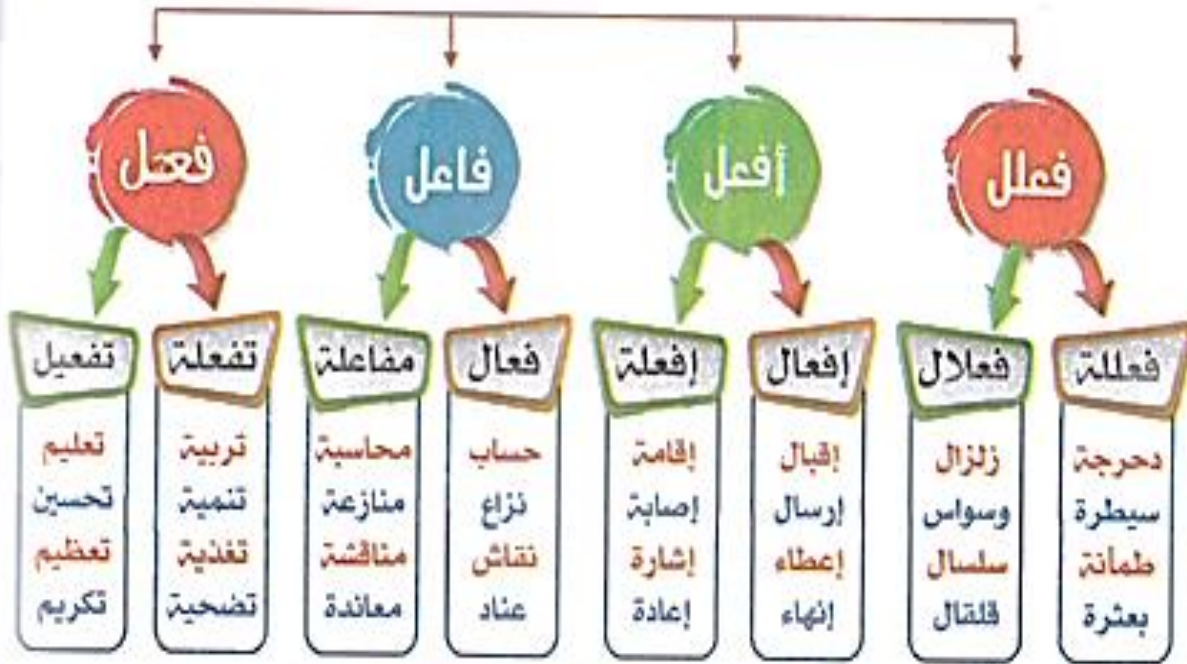 فعلل
أفعل
فاعل
فعّل
فعللة
فعلال
إفعال
إفعلة
فعال
مفاعلة
تفعلة
تفعيل
دحرجة
سيطرة
طمأنة
بعثرة
زلزال
وسواس
سلسال
قلقال
إقبال
إرسال
إعطاء
إنهاء
إقامة
إصابة
إشارة
إعادة
حساب
نزاع
نقاش
عناد
محاسبة
منازعة
مناقشة
معاندة
تربية
تنمية
تغذية
تضحية
تعليم
تحسين
تعظيم
تكريم